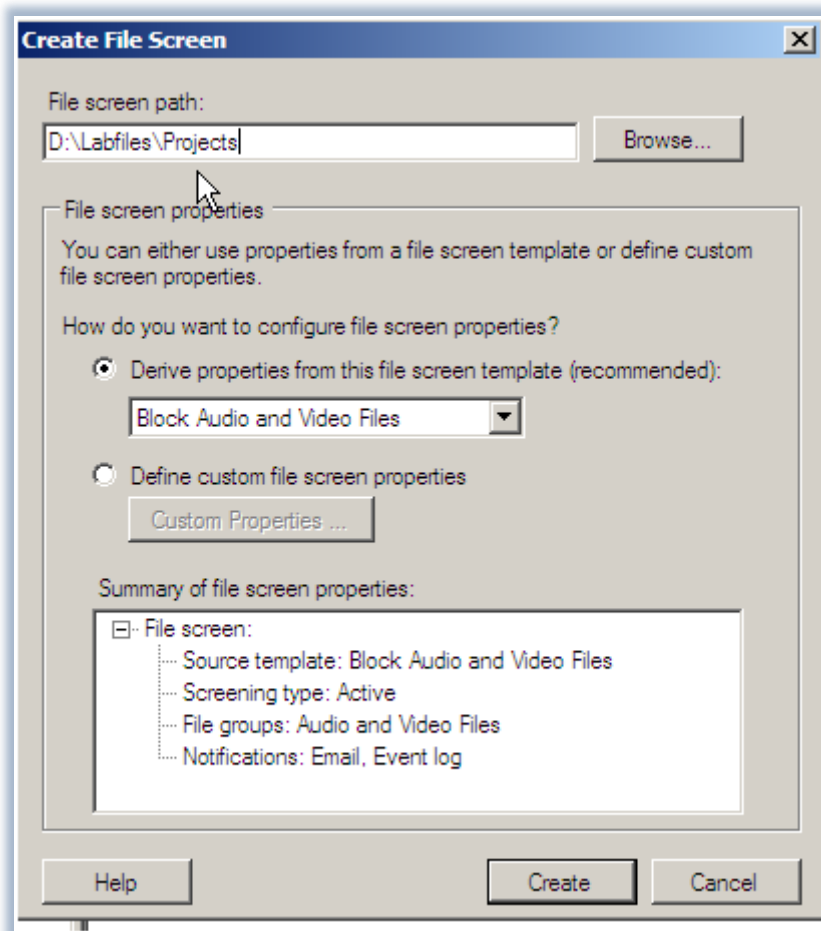 Create File Screen
File screen path:
D:\Labfiles\Projects
Browse...
File screen properties
You can either use properties from a file screen template or define custom
file screen properties.
How do you want to configure file screen properties?
Derive properties from this file screen template (recommended):
Block Audio and Video Files
Define custom file screen properties
Custom Properties ...
Summary of file screen properties:
File screen:
Source template: Block Audio and Video Files
Screening type: Active
File groups: Audio and Video Files
Notifications: Email, Event log
Help
Create
Cancel